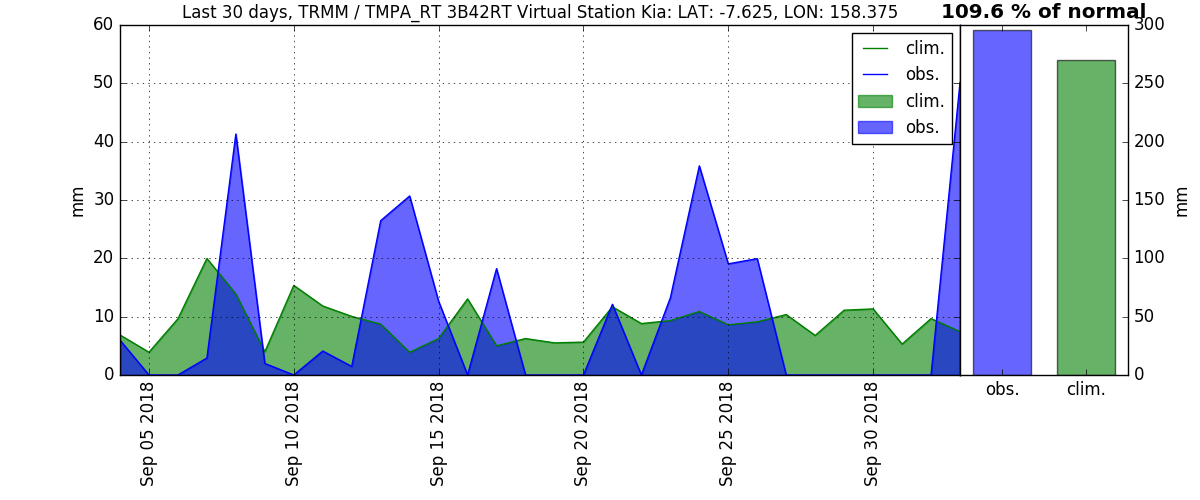 Last 30 days, TRMM / TMPA_RT 3B42RT Virtual Station Kia: LAT: -7.625, LON: 158.375
109.6 % of normal
60
50
40
30
20
10
0
mm
clim.
obs.
clim.
obs.
300
250
200
150
100
50
0
mm
Sep 05 2018
Sep 10 2018
Sep 15 2018
Sep 20 2018
Sep 25 2018
Sep 30 2018
obs.
clim.